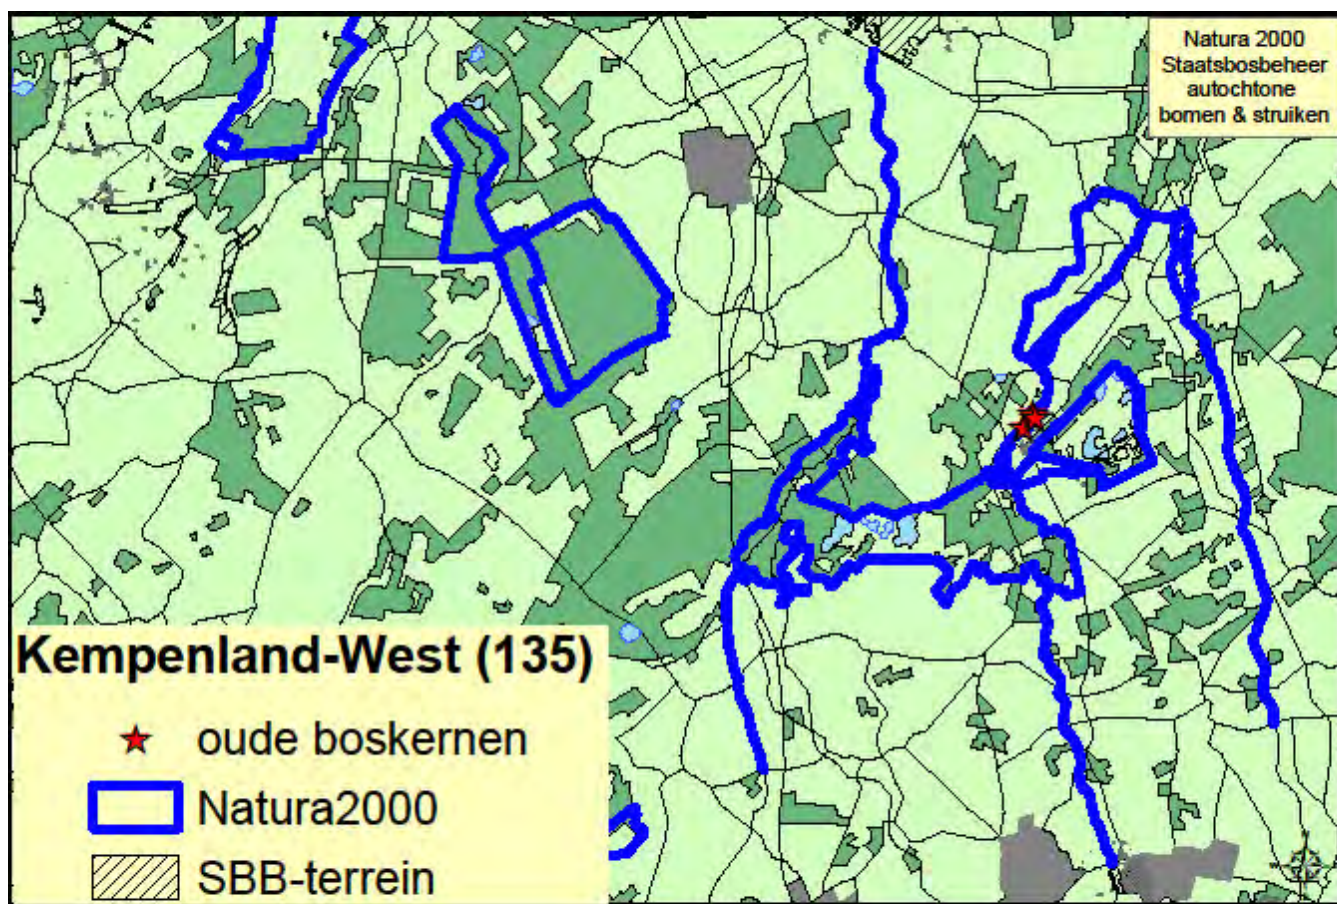 Natura 2000
Staatsbosbeheer
autochtone
bomen & struiken
Kempenland-West (135)
oude boskernen
Natura2000
SBB-terrein